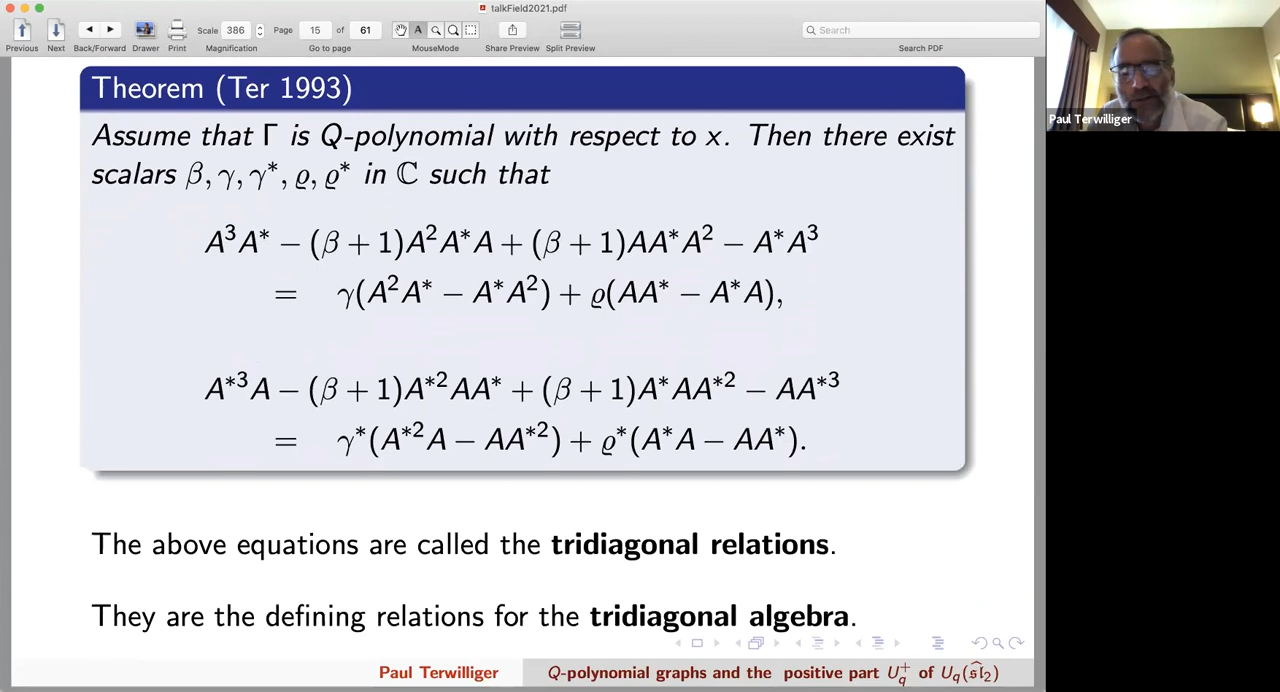 talkField2021.pdf
Scale 386 Page 15 of 61 A Search
Previous Next Back/Forward Drawer Print Magnification Go to page MouseMode Share Preview Split Preview Search PDF
Theorem (Ter 1993)
Assume that Γ is Q-polynomial with respect to x. Then there exist
scalars β, γ, γ*, ϱ, ϱ* in ℂ such that
A³A* − (β + 1)A²A*A + (β + 1)AA*A² − A*A³
= γ(A²A* − A*A²) + ϱ(AA* − A*A),
A*³A − (β + 1)A*²AA* + (β + 1)A*AA*² − AA*³
= γ*(A*²A − AA*²) + ϱ*(A*A − AA*).
The above equations are called the tridiagonal relations.
They are the defining relations for the tridiagonal algebra.
Paul Terwilliger Q-polynomial graphs and the positive part U_q^+ of U_q(\widehat{𝔰𝔩}_2)
Paul Terwilliger